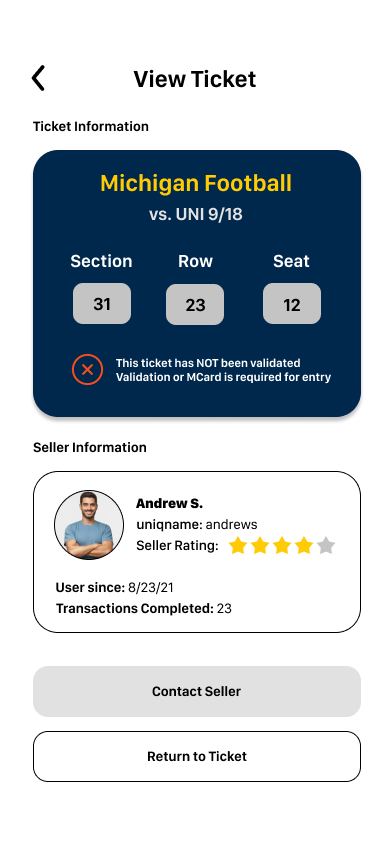 View Ticket
Ticket Information
Michigan Football
vs. UNI 9/18
Section Row Seat
31 23 12
This ticket has NOT been validated
Validation or MCard is required for entry
Seller Information
Andrew S.
uniqname: andrews
Seller Rating:
User since: 8/23/21
Transactions Completed: 23
Contact Seller
Return to Ticket